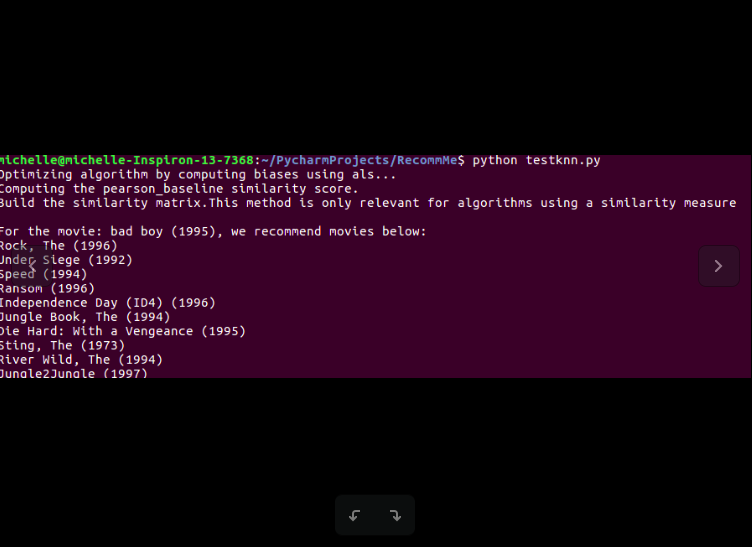 michelle@michelle-Inspiron-13-7368:~/PycharmProjects/RecommMe$ python testknn.py
Optimizing algorithm by computing biases using als...
Computing the pearson_baseline similarity score.
Build the similarity matrix.This method is only relevant for algorithms using a similarity measure
For the movie: bad boy (1995), we recommend movies below:
Rock, The (1996)
Under Siege (1992)
Speed (1994)
Ransom (1996)
Independence Day (ID4) (1996)
Jungle Book, The (1994)
Die Hard: With a Vengeance (1995)
Sting, The (1973)
River Wild, The (1994)
Jungle2Jungle (1997)